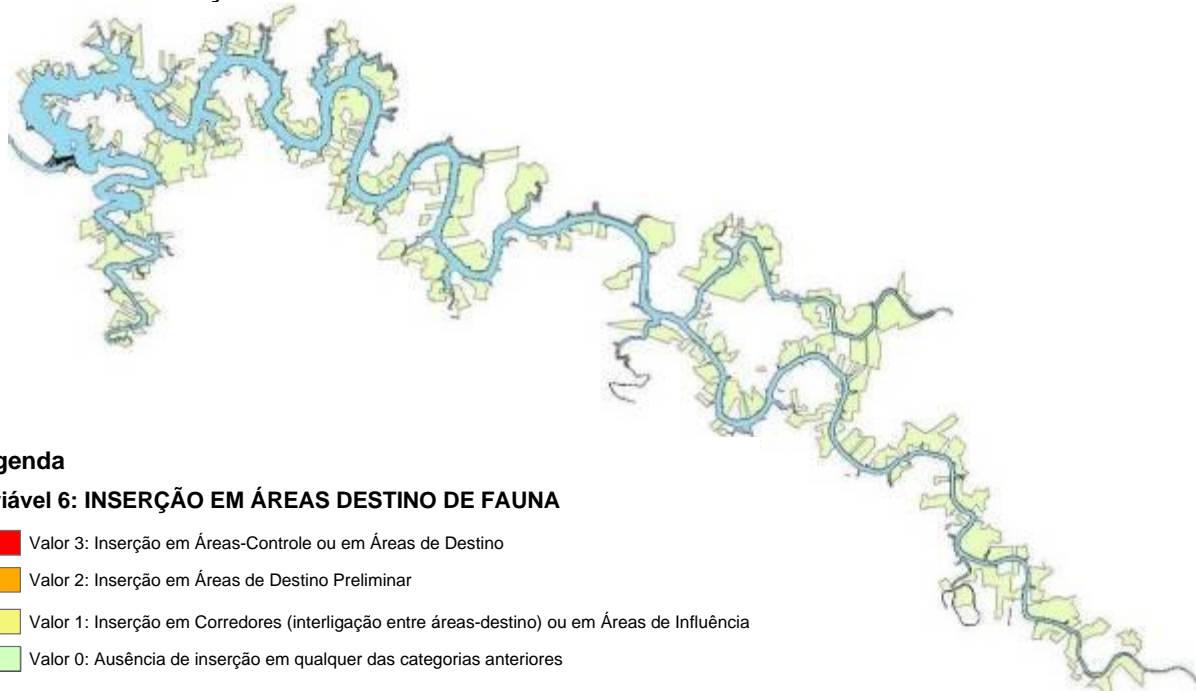 genda
iável 6: INSERÇÃO EM ÁREAS DESTINO DE FAUNA
Valor 3: Inserção em Áreas-Controle ou em Áreas de Destino
Valor 2: Inserção em Áreas de Destino Preliminar
Valor 1: Inserção em Corredores (interligação entre áreas-destino) ou em Áreas de Influência
Valor 0: Ausência de inserção em qualquer das categorias anteriores